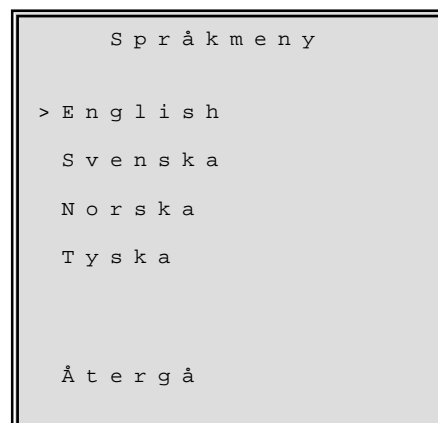 Språkmeny
> English
Svenska
Norska
Tyska
Återgå